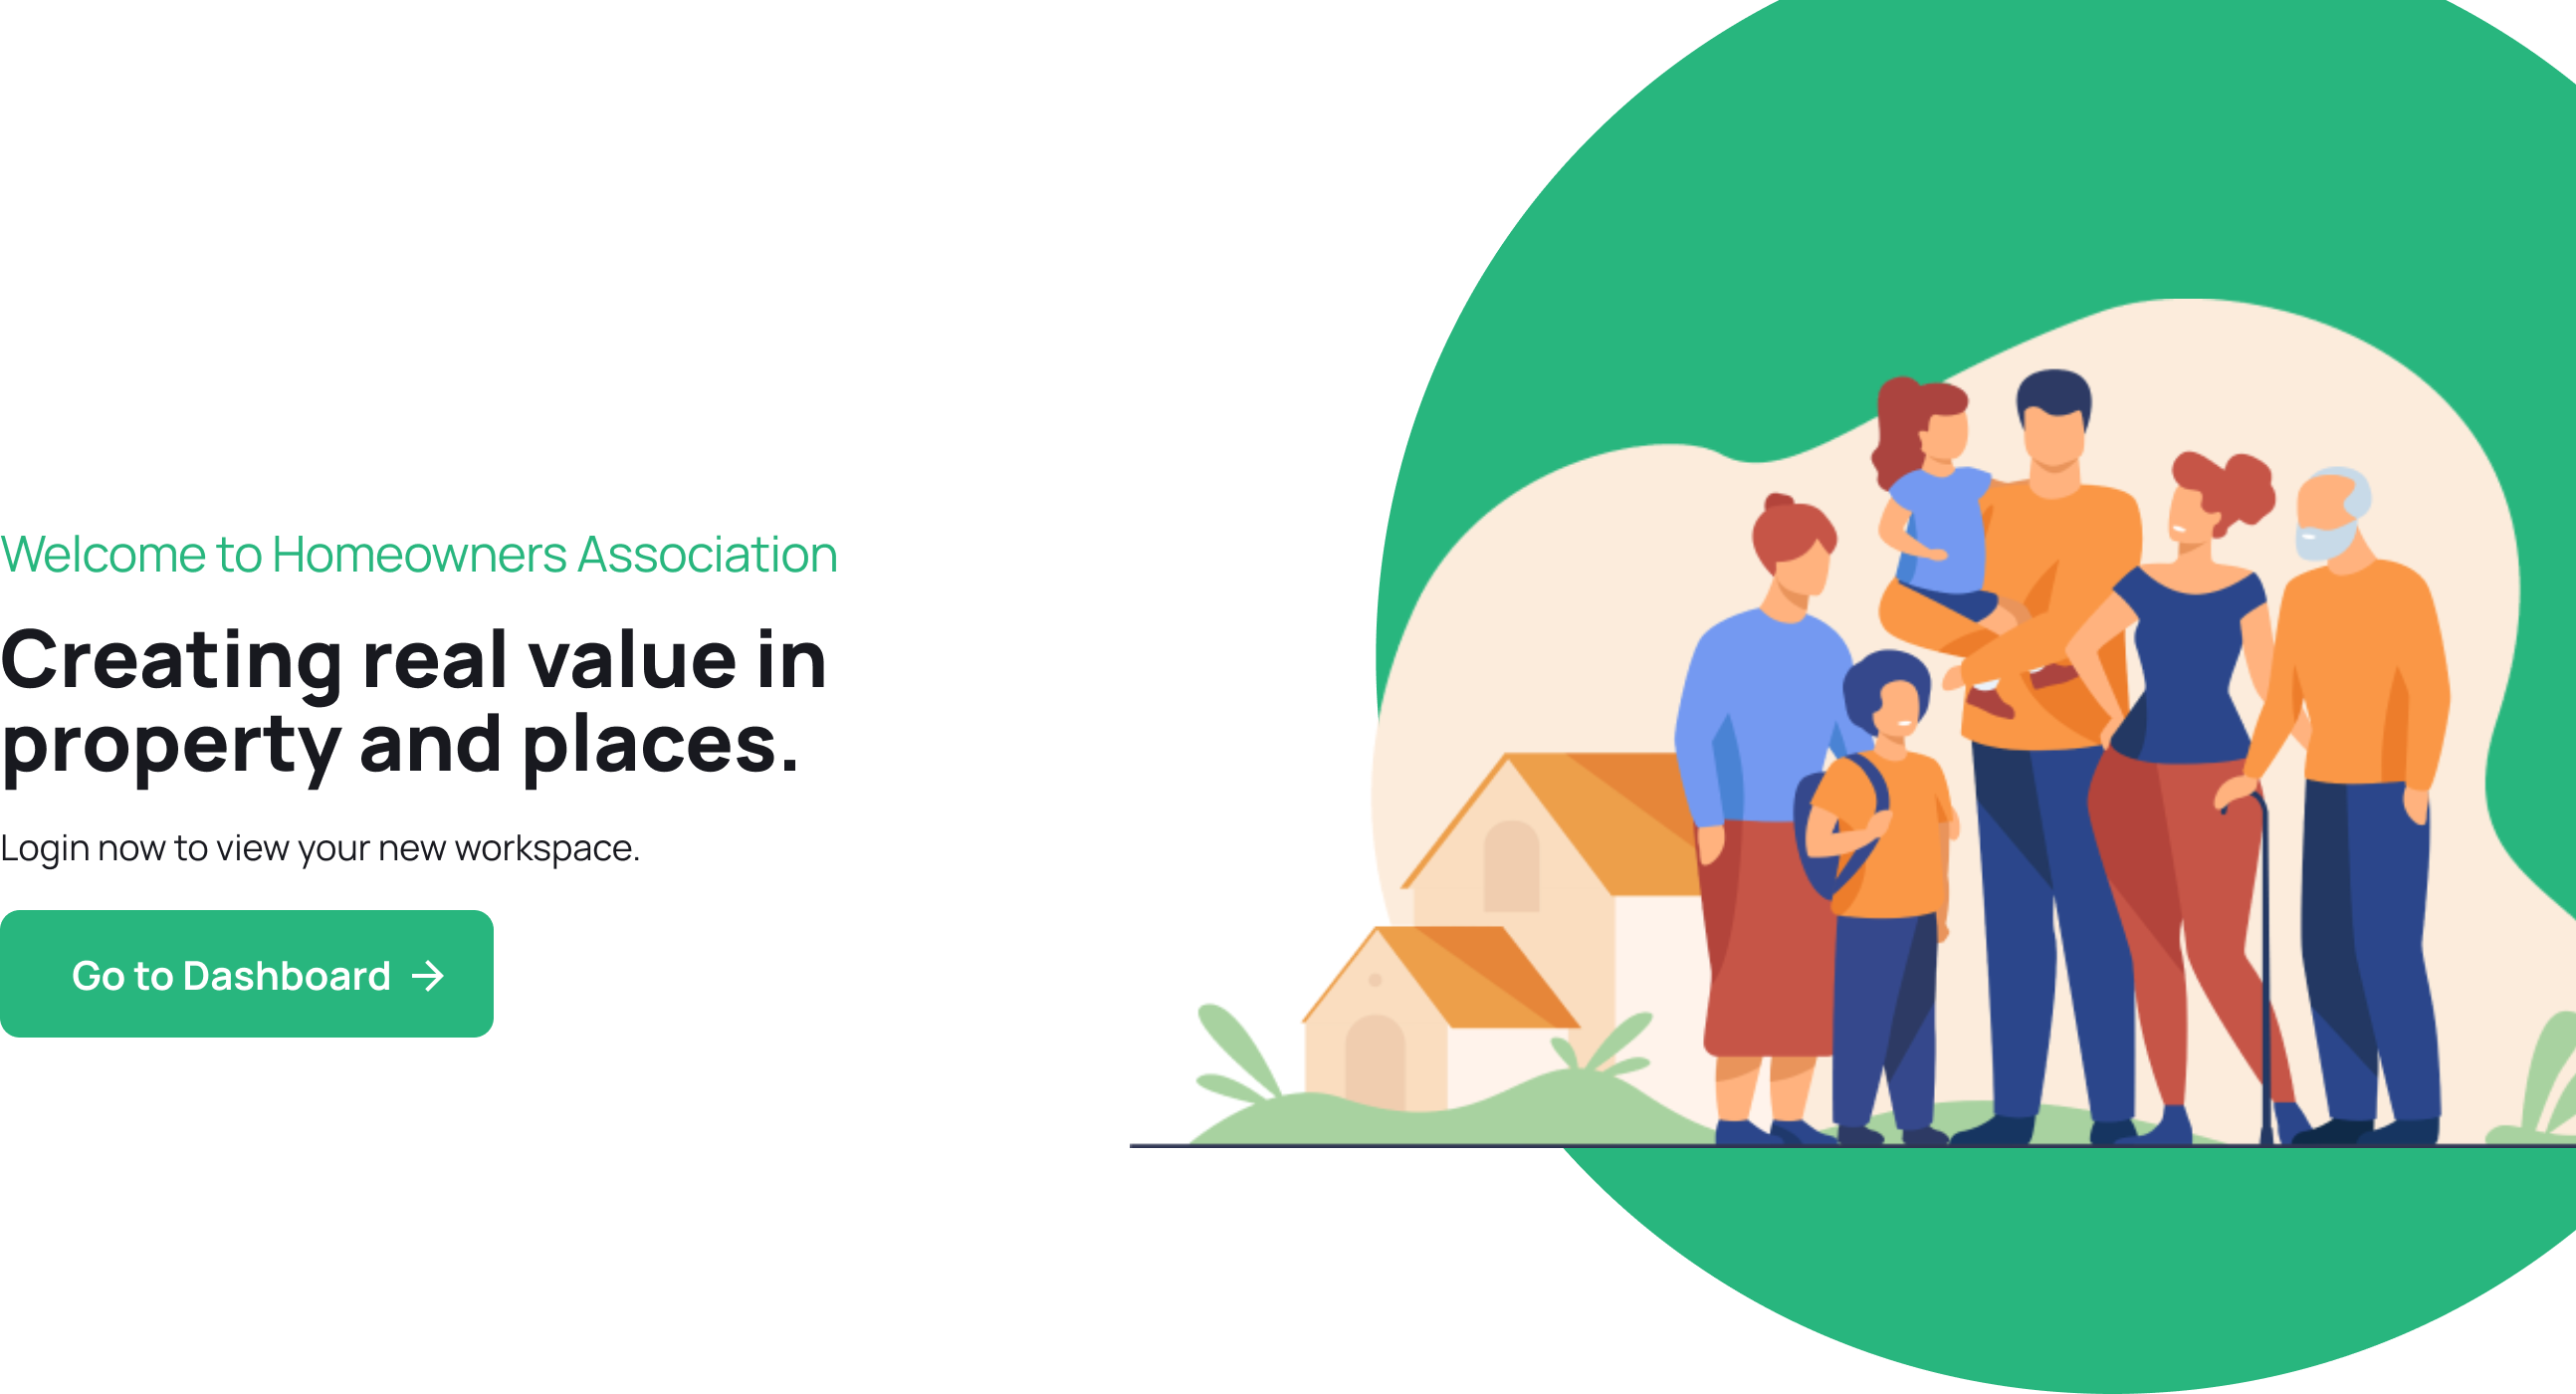 Welcome to Homeowners Association
Creating real value in
property and places.
Login now to view your new workspace.
Go to Dashboard →